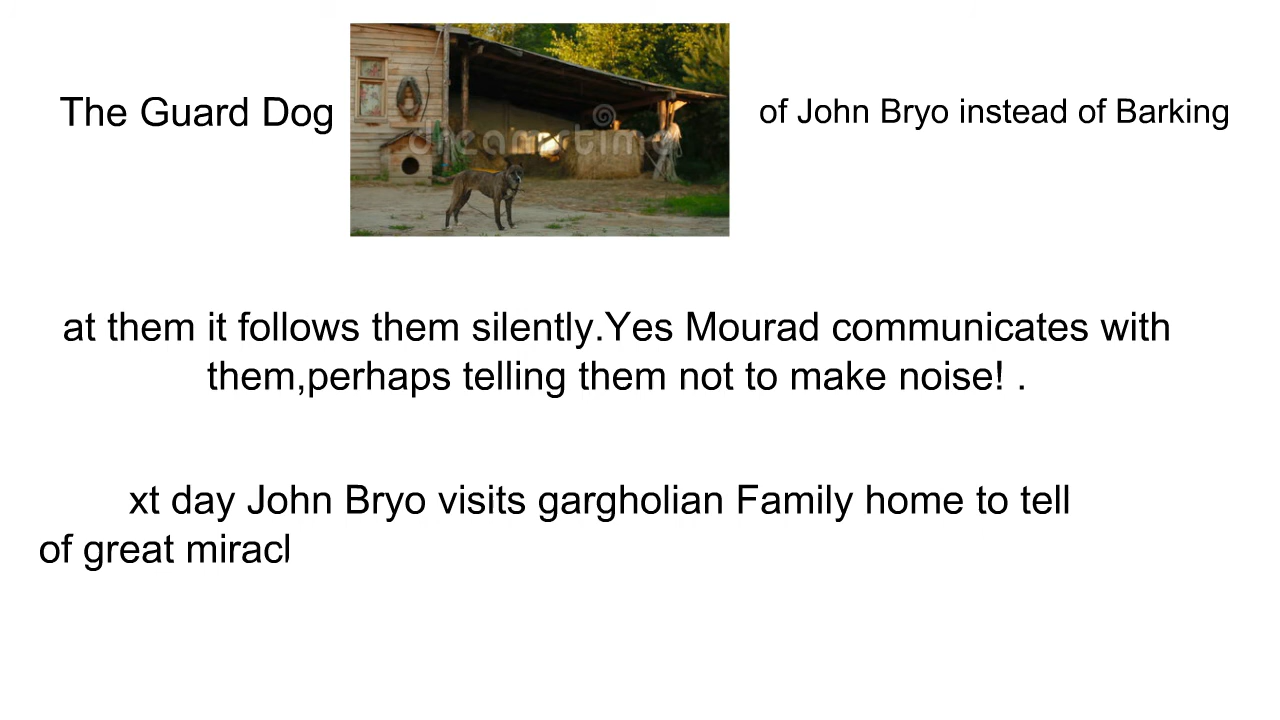 The Guard Dog
of John Bryo instead of Barking
dreamstime
at them it follows them silently.Yes Mourad communicates with
them,perhaps telling them not to make noise! .
xt day John Bryo visits gargholian Family home to tell
of great miracl